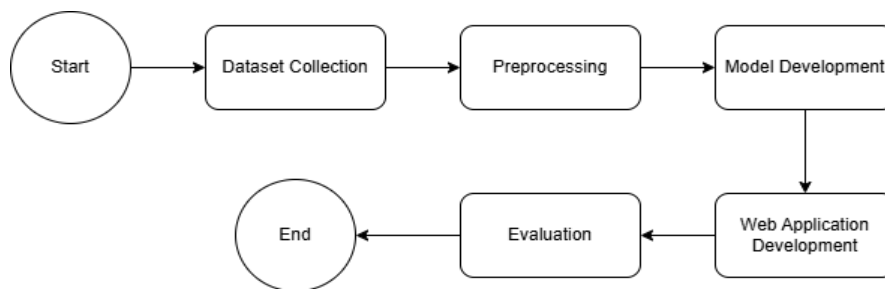 Start
Dataset Collection
Preprocessing
Model Development
Web Application
Development
Evaluation
End